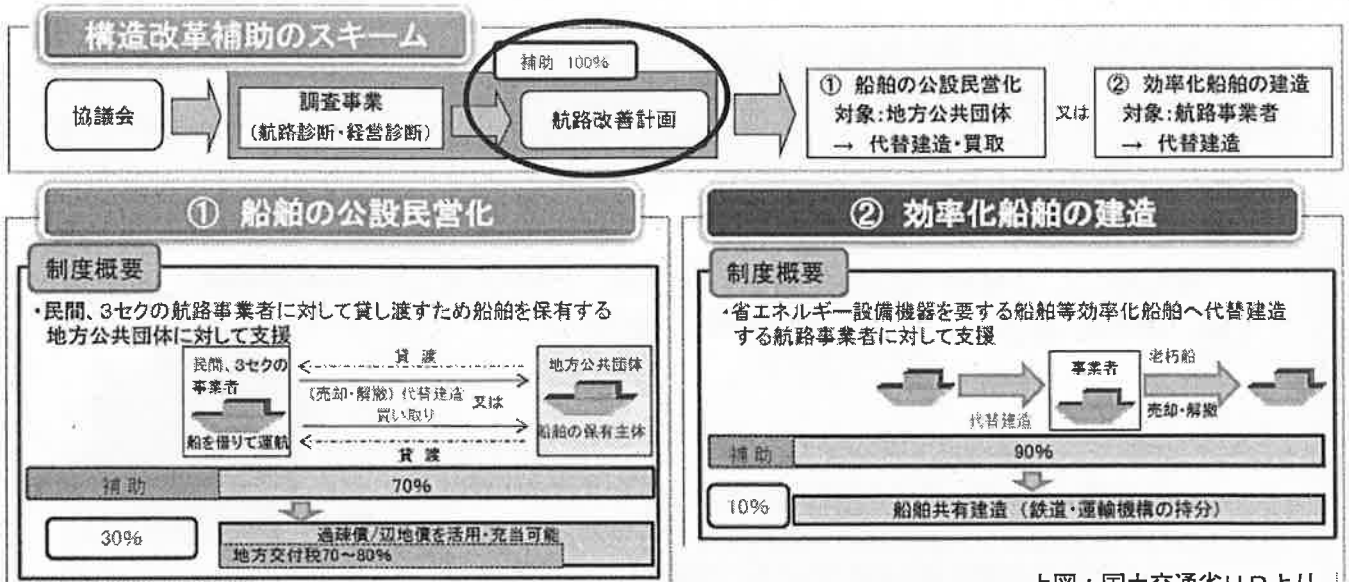 構造改革補助のスキーム
補助 100%
協議会
調査事業
(航路診断・経営診断)
航路改善計画
① 船舶の公設民営化
対象:地方公共団体
→ 代替建造・買取
又は
② 効率化船舶の建造
対象:航路事業者
→ 代替建造
① 船舶の公設民営化
制度概要
・民間、3セクの航路事業者に対して貸し渡すため船舶を保有する
地方公共団体に対して支援
民間、3セクの
事業者
船を借りて運航
貸 渡
(売却・解撤) 代替建造
又は
買い取り
貸 渡
地方公共団体
船舶の保有主体
補 助
70%
30%
過疎債/辺地債を活用・充当可能
地方交付税70~80%
② 効率化船舶の建造
制度概要
・省エネルギー設備機器を要する船舶等効率化船舶へ代替建造
する航路事業者に対して支援
代替建造
事業者
老朽船
売却・解撤
補 助
90%
10%
船舶共有建造 (鉄道・運輸機構の持分)
上図:国土交通省HPより